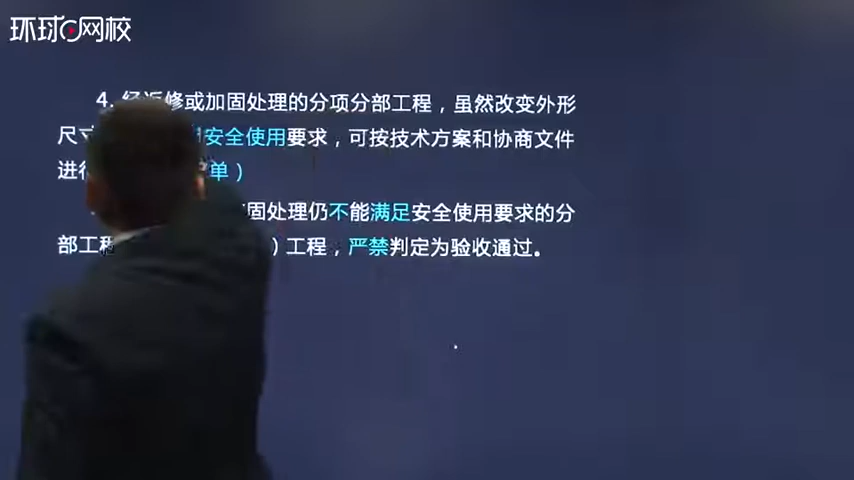 环球网校
4. 经返修或加固处理的分项分部工程，虽然改变外形
尺寸 安全使用要求，可按技术方案和协商文件
进行 单）
固处理仍不能满足安全使用要求的分
部工程 ）工程，严禁判定为验收通过。